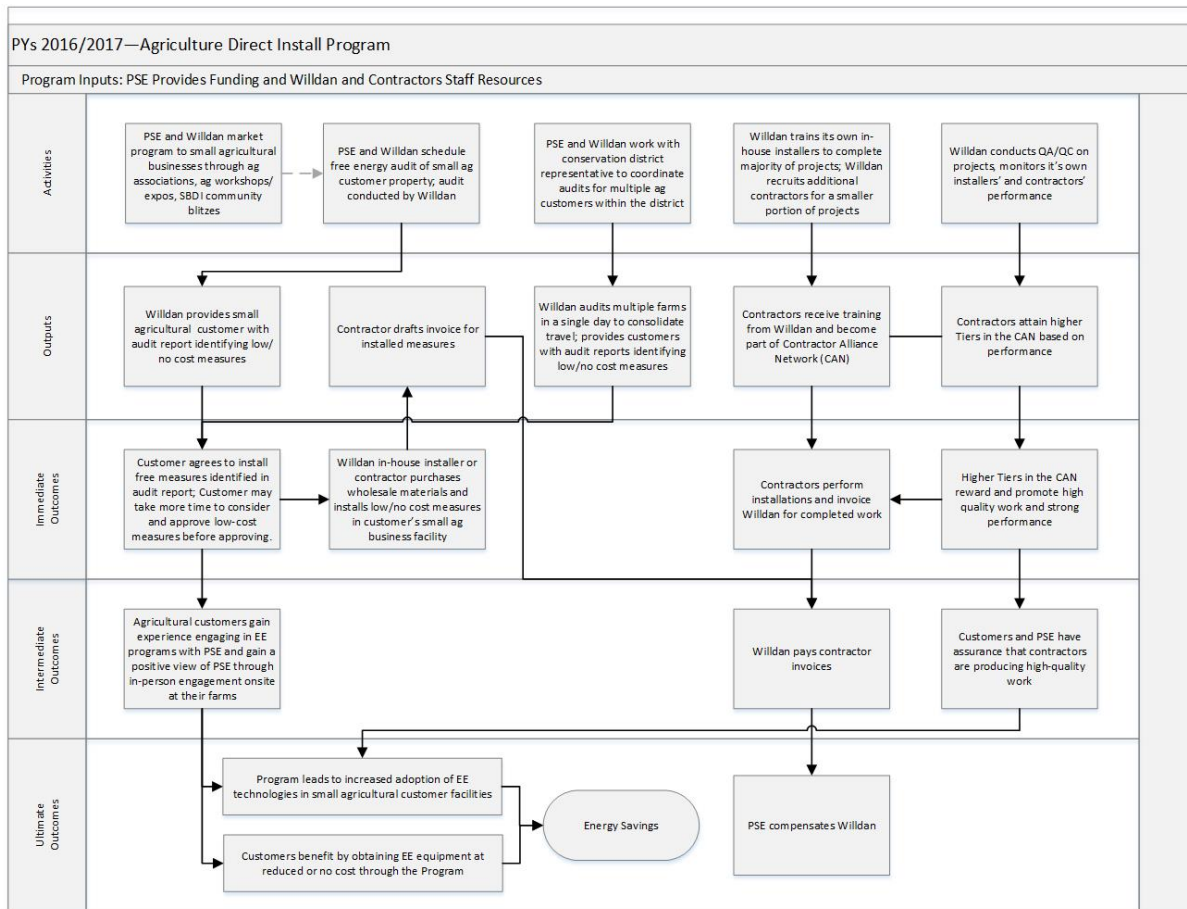 PYs 2016/2017—Agriculture Direct Install Program
Program Inputs: PSE Provides Funding and Willdan and Contractors Staff Resources
Activities
PSE and Willdan market
program to small agricultural
businesses through ag
associations, ag workshops/
expos, SBDI community
blitzes
PSE and Willdan schedule
free energy audit of small ag
customer property; audit
conducted by Willdan
PSE and Willdan work with
conservation district
representative to coordinate
audits for multiple ag
customers within the district
Willdan trains its own in-
house installers to complete
majority of projects; Willdan
recruits additional
contractors for a smaller
portion of projects
Willdan conducts QA/QC on
projects, monitors it's own
installers' and contractors'
performance
Outputs
Willdan provides small
agricultural customer with
audit report identifying low/
no cost measures
Contractor drafts invoice for
installed measures
Willdan audits multiple farms
in a single day to consolidate
travel; provides customers
with audit reports identifying
low/no cost measures
Contractors receive training
from Willdan and become
part of Contractor Alliance
Network (CAN)
Contractors attain higher
Tiers in the CAN based on
performance
Immediate
Outcomes
Customer agrees to install
free measures identified in
audit report; Customer may
take more time to consider
and approve low-cost
measures before approving.
Willdan in-house installer or
contractor purchases
wholesale materials and
installs low/no cost measures
in customer's small ag
business facility
Contractors perform
installations and invoice
Willdan for completed work
Higher Tiers in the CAN
reward and promote high
quality work and strong
performance
Intermediate
Outcomes
Agricultural customers gain
experience engaging in EE
programs with PSE and gain
a positive view of PSE through
in-person engagement onsite
at their farms
Willdan pays contractor
invoices
Customers and PSE have
assurance that contractors
are producing high-quality
work
Ultimate
Outcomes
Program leads to increased adoption of EE
technologies in small agricultural customer facilities
Energy Savings
PSE compensates Willdan
Customers benefit by obtaining EE equipment at
reduced or no cost through the Program